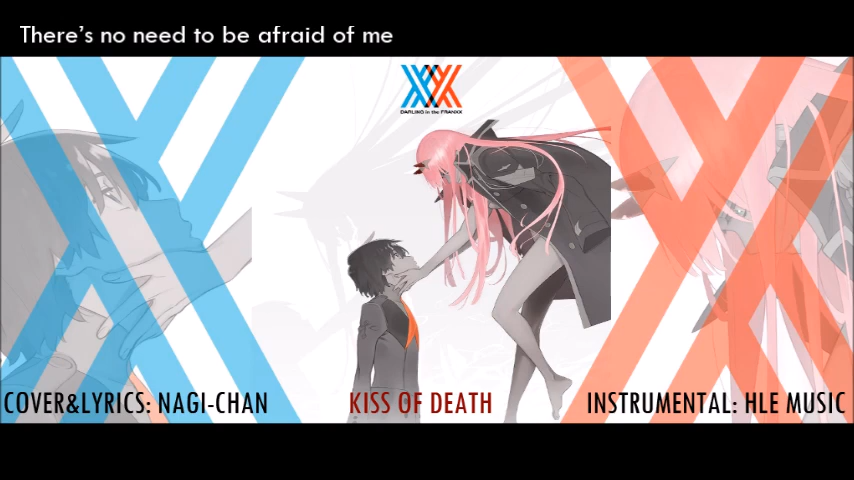 There's no need to be afraid of me
DARLING in the FRANXX
COVER&LYRICS: NAGI-CHAN
KISS OF DEATH
INSTRUMENTAL: HLE MUSIC